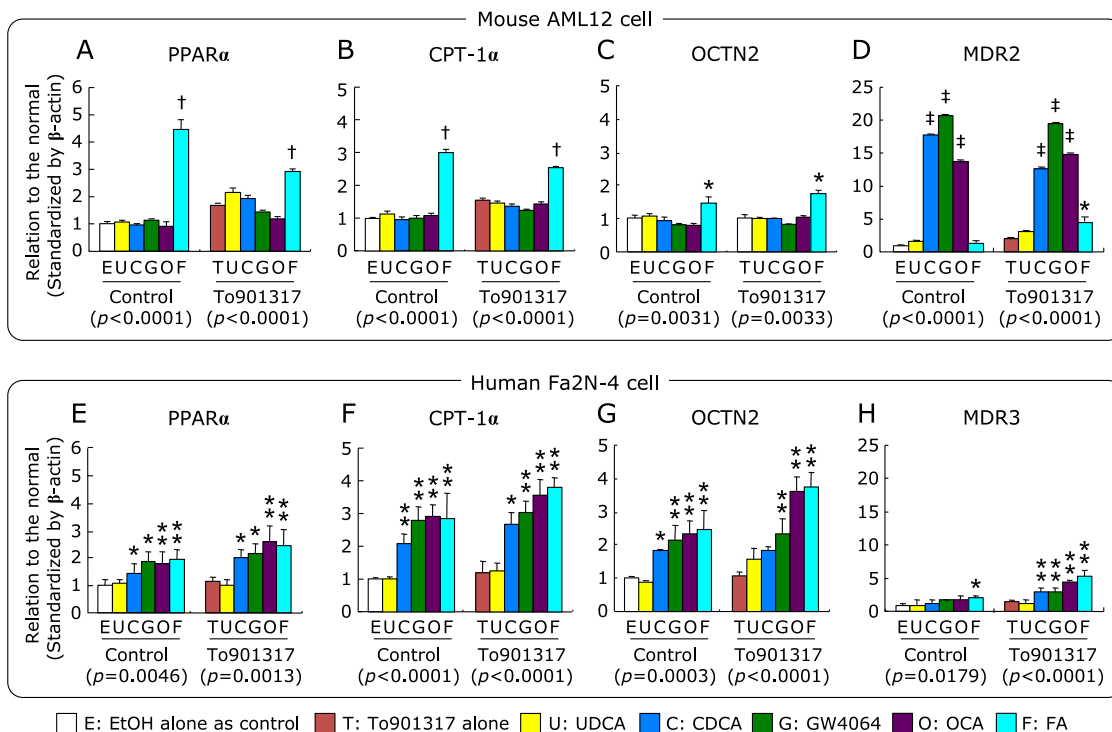 Mouse AML12 cell
A
PPARα
B
CPT-1α
C
OCTN2
D
MDR2
Relation to the normal
(Standarized by β-actin)
6
5
4
3
2
1
0
†
†
EUCGOF
TUCGOF
Control
To901317
(p<0.0001)
(p<0.0001)
5
4
3
2
1
0
†
†
EUCGOF
TUCGOF
Control
To901317
(p<0.0001)
(p<0.0001)
5
4
3
2
1
0
*
*
EUCGOF
TUCGOF
Control
To901317
(p=0.0031)
(p=0.0033)
25
20
15
10
5
0
‡ ‡ ‡
‡ ‡ ‡ *
EUCGOF
TUCGOF
Control
To901317
(p<0.0001)
(p<0.0001)
Human Fa2N-4 cell
E
PPARα
F
CPT-1α
G
OCTN2
H
MDR3
Relation to the normal
(Standarized by β-actin)
6
5
4
3
2
1
0
* ** ** **
* * ** **
EUCGOF
TUCGOF
Control
To901317
(p=0.0046)
(p=0.0013)
5
4
3
2
1
0
** ** ** **
* ** ** **
EUCGOF
TUCGOF
Control
To901317
(p<0.0001)
(p<0.0001)
5
4
3
2
1
0
* ** ** **
** ** **
EUCGOF
TUCGOF
Control
To901317
(p=0.0003)
(p<0.0001)
25
20
15
10
5
0
*
** ** ** **
EUCGOF
TUCGOF
Control
To901317
(p=0.0179)
(p<0.0001)
E: EtOH alone as control T: To901317 alone U: UDCA C: CDCA G: GW4064 O: OCA F: FA